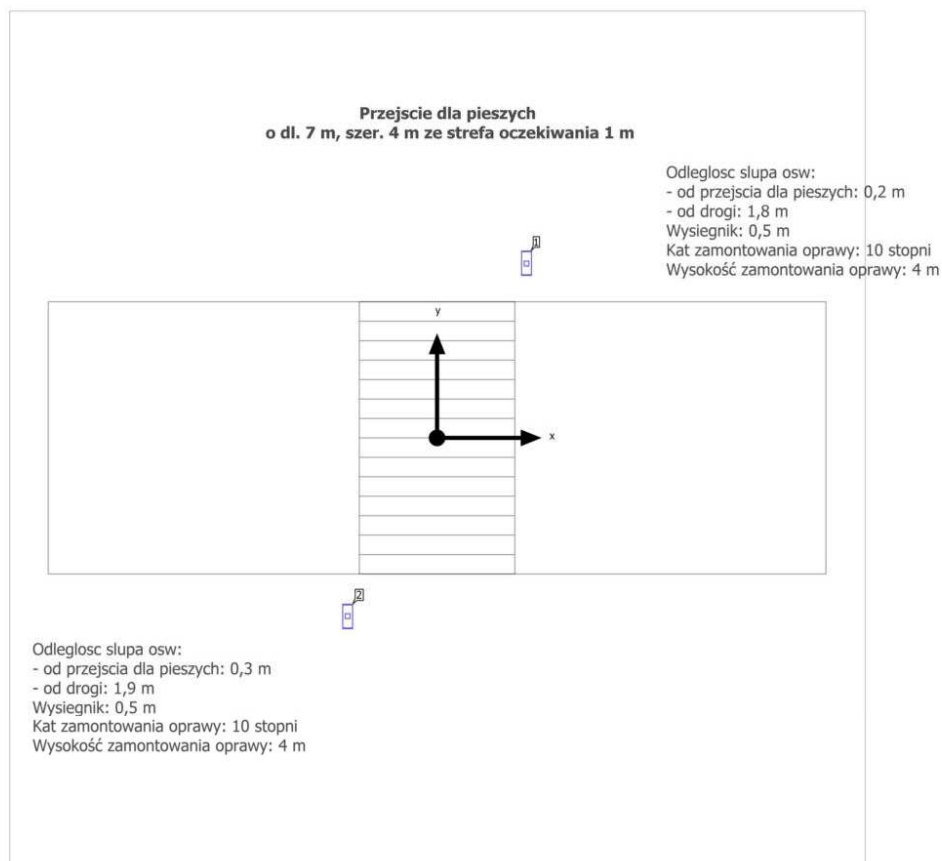 Przejscie dla pieszych
o dl. 7 m, szer. 4 m ze strefa oczekiwania 1 m
Odleglosc slupa osw:
- od przejscia dla pieszych: 0,2 m
- od drogi: 1,8 m
Wysiegnik: 0,5 m
Kat zamontowania oprawy: 10 stopni
Wysokość zamontowania oprawy: 4 m
1
y
x
2
Odleglosc slupa osw:
- od przejscia dla pieszych: 0,3 m
- od drogi: 1,9 m
Wysiegnik: 0,5 m
Kat zamontowania oprawy: 10 stopni
Wysokość zamontowania oprawy: 4 m